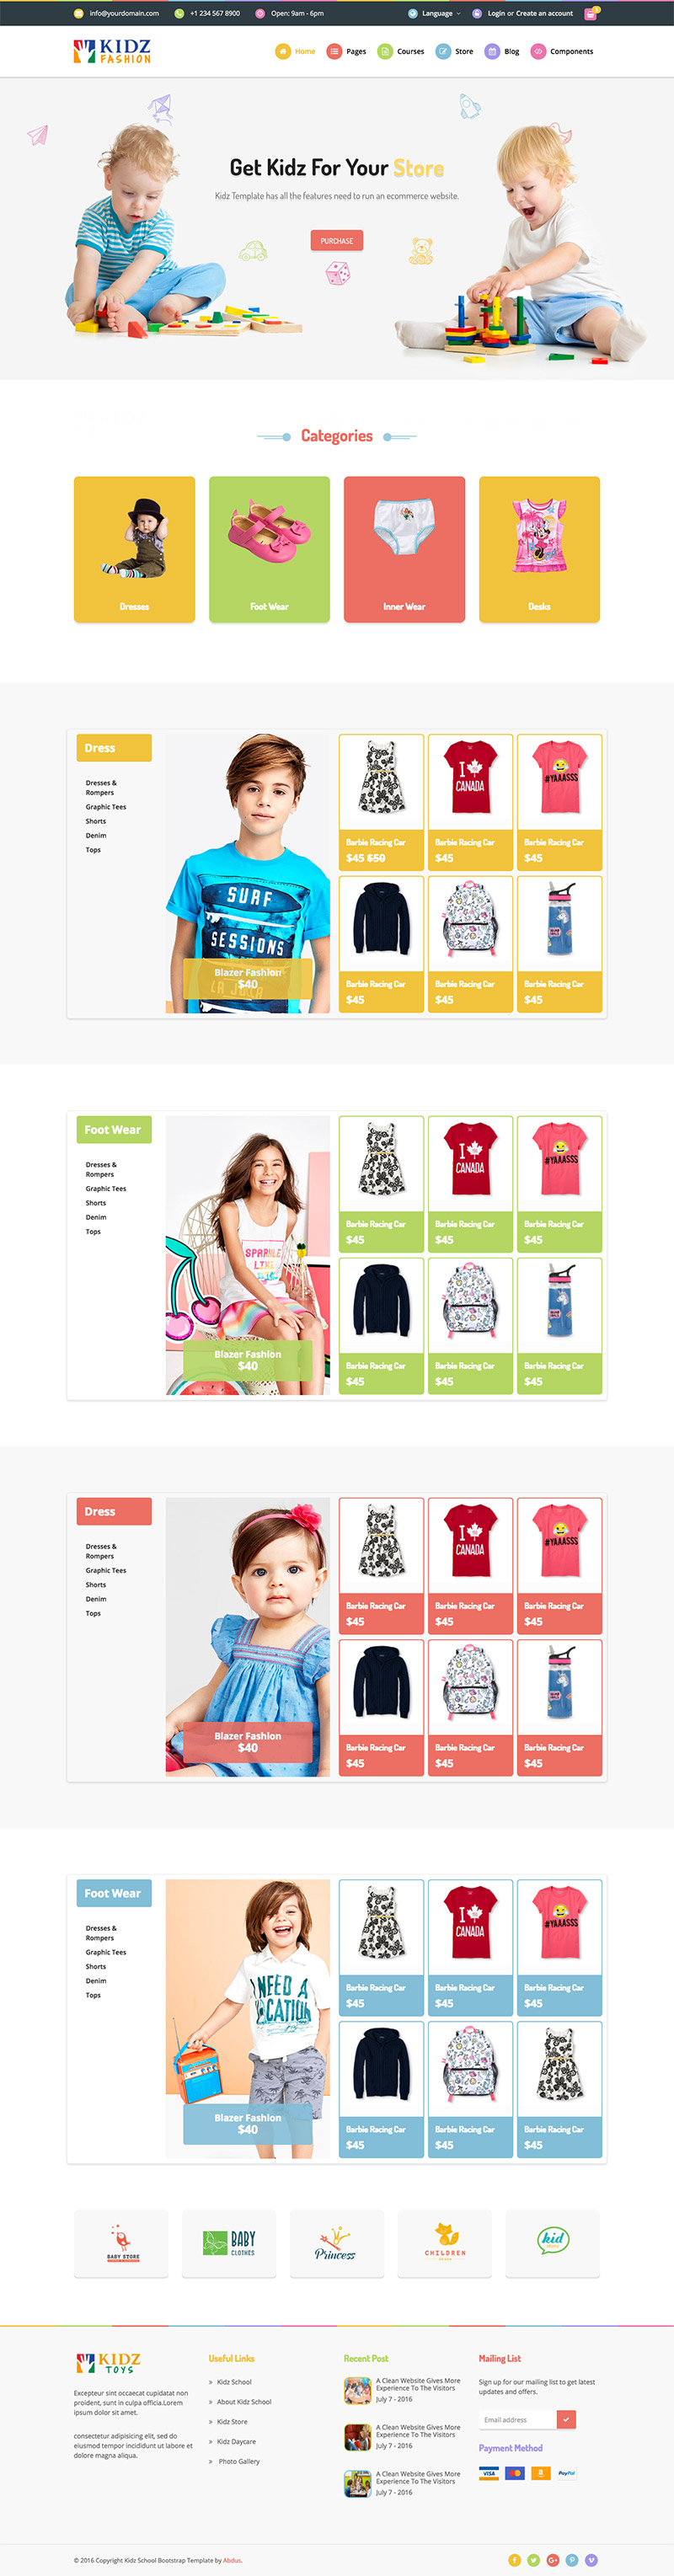 info@yourdomain.com
+1 234 567 8900
Open: 9am - 6pm
Language
Login or Create an account
KIDZ
FASHION
Home
Pages
Courses
Store
Blog
Components
Get Kidz For Your Store
Kidz Template has all the features need to run an ecommerce website.
PURCHASE
Categories
Dresses
Foot Wear
Inner Wear
Desks
Dress
Dresses &
Rompers
Graphic Tees
Shorts
Denim
Tops
SURF
SESSIONS
LA JOLLA
Blazer Fashion
$40
I
CANADA
#YAAASSS
Barbie Racing Car
$45 $50
Barbie Racing Car
$45
Barbie Racing Car
$45
Barbie Racing Car
$45
Barbie Racing Car
$45
Barbie Racing Car
$45
Foot Wear
Dresses &
Rompers
Graphic Tees
Shorts
Denim
Tops
SPARKLE
LIKE
Blazer Fashion
$40
I
CANADA
#YAAASSS
Barbie Racing Car
$45
Barbie Racing Car
$45
Barbie Racing Car
$45
Barbie Racing Car
$45
Barbie Racing Car
$45
Barbie Racing Car
$45
Dress
Dresses &
Rompers
Graphic Tees
Shorts
Denim
Tops
Blazer Fashion
$40
I
CANADA
#YAAASSS
Barbie Racing Car
$45
Barbie Racing Car
$45
Barbie Racing Car
$45
Barbie Racing Car
$45
Barbie Racing Car
$45
Barbie Racing Car
$45
Foot Wear
Dresses &
Rompers
Graphic Tees
Shorts
Denim
Tops
I NEED A
VACATION
Blazer Fashion
$40
I
CANADA
#YAAASSS
Barbie Racing Car
$45
Barbie Racing Car
$45
Barbie Racing Car
$45
Barbie Racing Car
$45
Barbie Racing Car
$45
Barbie Racing Car
$45
BABY STORE
BABY
CLOTHES
Princess
CHILDREN
kid
KIDZ
TOYS
Excepteur sint occaecat cupidatat non
proident, sunt in culpa officia.Lorem
ipsum dolor sit amet.
consectetur adipisicing elit, sed do
eiusmod tempor incididunt ut labore et
dolore magna aliqua.
Useful Links
Kidz School
About Kidz School
Kidz Store
Kidz Daycare
Photo Gallery
Recent Post
A Clean Website Gives More
Experience To The Visitors
July 7 - 2016
A Clean Website Gives More
Experience To The Visitors
July 7 - 2016
A Clean Website Gives More
Experience To The Visitors
July 7 - 2016
Mailing List
Sign up for our mailing list to get latest
updates and offers.
Email address
Payment Method
VISA
PayPal
© 2016 Copyright Kidz School Bootstrap Template by Abdus.